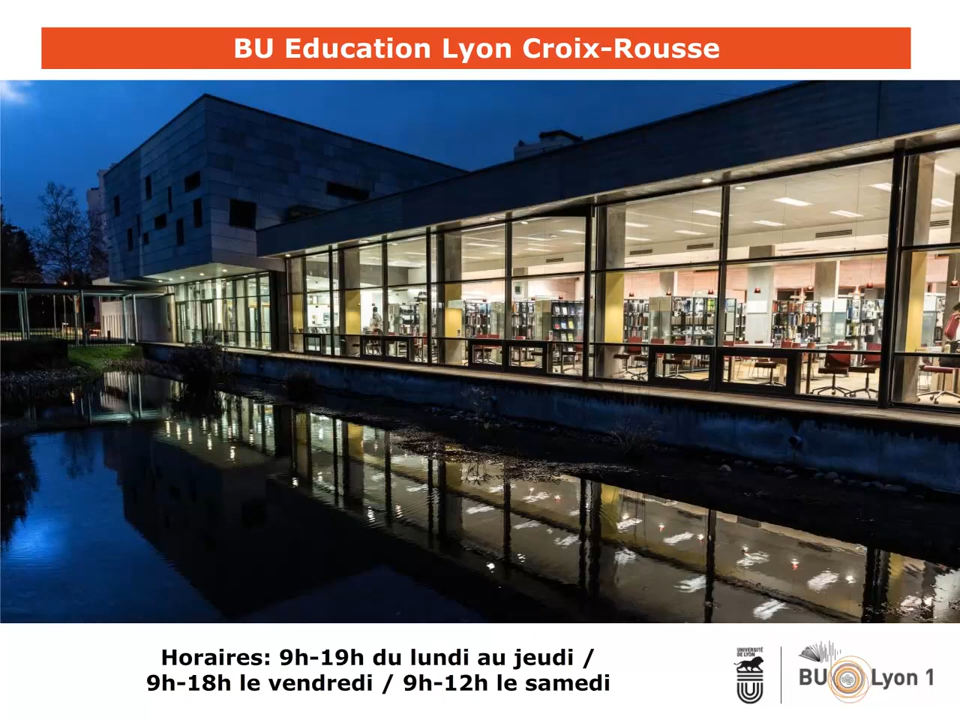 BU Education Lyon Croix-Rousse
Horaires: 9h-19h du lundi au jeudi /
9h-18h le vendredi / 9h-12h le samedi
UNIVERSITÉ
DE LYON
BU Lyon 1